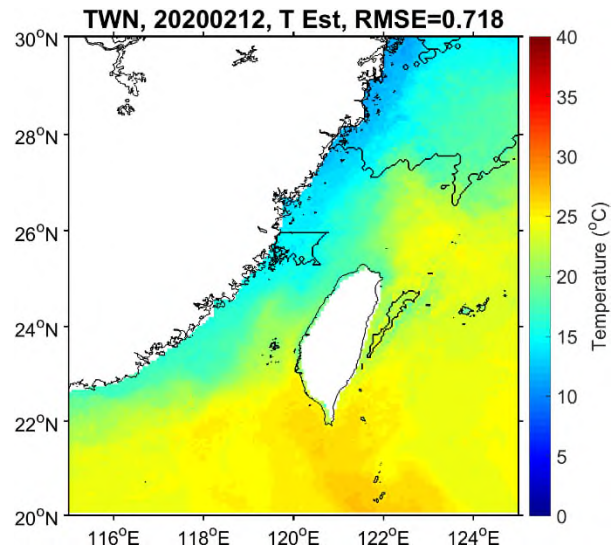 TWN, 20200212, T Est, RMSE=0.718
30°N
28°N
26°N
24°N
22°N
20°N
116°E
118°E
120°E
122°E
124°E
40
35
30
25
20
15
10
5
0
Temperature (°C)